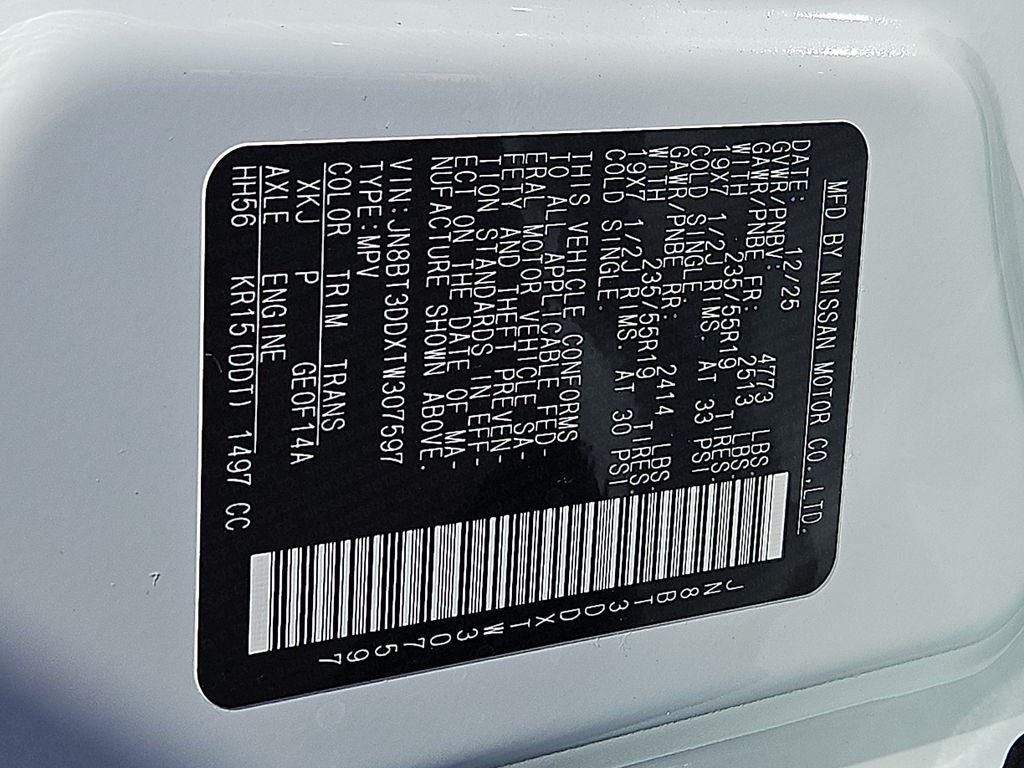 MFD BY NISSAN MOTOR CO.,LTD.
DATE: 12/25
GVWR/PNBV: 4773 LBS.
GAWR/PNBE FR: 2513 LBS.
WITH 235/55R19 TIRES.
19X7 1/2J RIMS. AT 33 PSI
COLD SINGLE.
GAWR/PNBE RR: 2414 LBS.
WITH 235/55R19 TIRES.
19X7 1/2J RIMS. AT 30 PSI
COLD SINGLE.
THIS VEHICLE CONFORMS
TO ALL APPLICABLE FED-
ERAL MOTOR VEHICLE SA-
FETY AND THEFT PREVEN-
TION STANDARDS IN EFF-
ECT ON THE DATE OF MA-
NUFACTURE SHOWN ABOVE.
VIN:JN8BT3DDXTW307597
TYPE:MPV
COLOR TRIM TRANS
XKJ P GE0F14A
AXLE ENGINE
HH56 KR15(DDT) 1497 CC
JN8BT3DDXTW307597